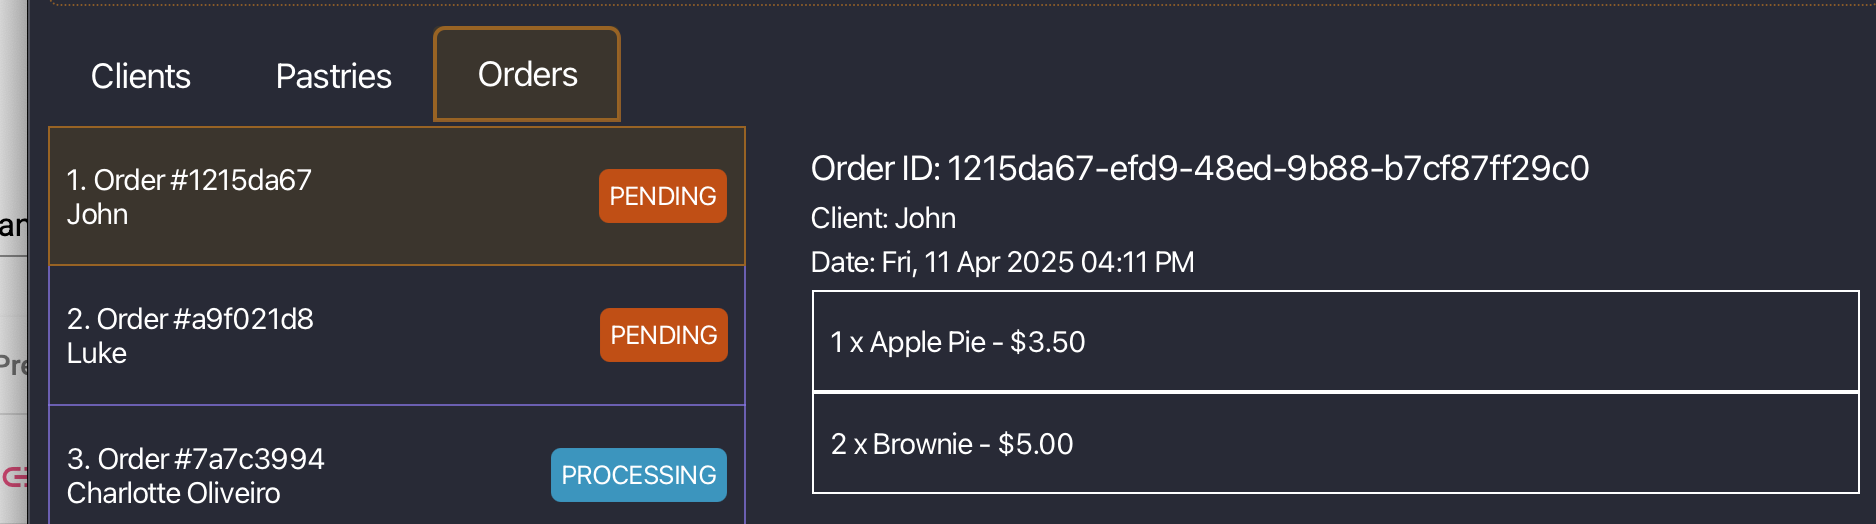 Clients
Pastries
Orders
1. Order #1215da67
John
PENDING
2. Order #a9f021d8
Luke
PENDING
3. Order #7a7c3994
Charlotte Oliveiro
PROCESSING
Order ID: 1215da67-efd9-48ed-9b88-b7cf87ff29c0
Client: John
Date: Fri, 11 Apr 2025 04:11 PM
1 x Apple Pie - $3.50
2 x Brownie - $5.00